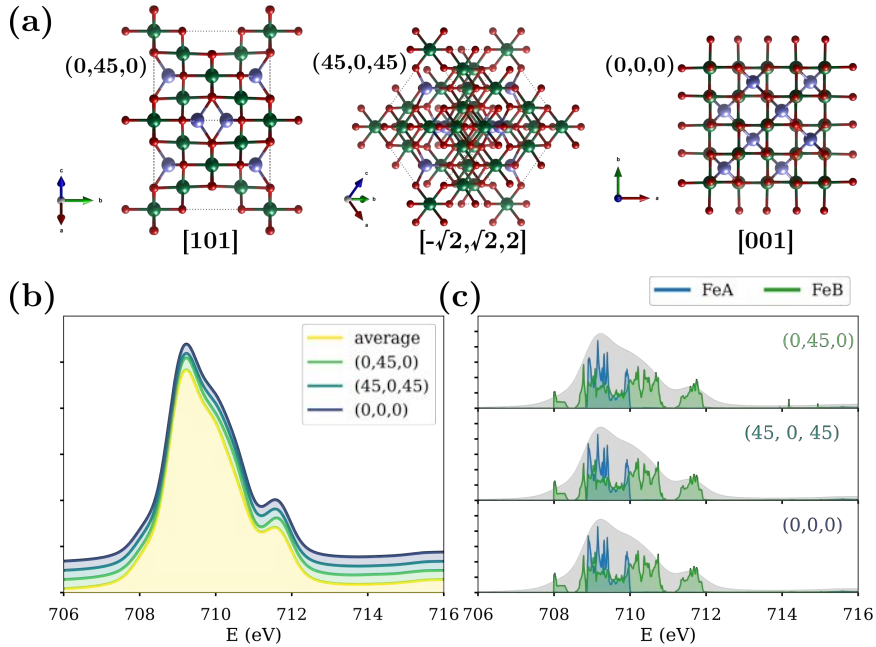 (a)
(0,45,0)
(45,0,45)
(0,0,0)
c
b
a
c
b
a
b
a
[101]
[-√2,√2,2]
[001]
(b)
average
(0,45,0)
(45,0,45)
(0,0,0)
706
708
710
712
714
716
E (eV)
(c)
FeA
FeB
(0,45,0)
(45, 0, 45)
(0,0,0)
706
708
710
712
714
716
E (eV)